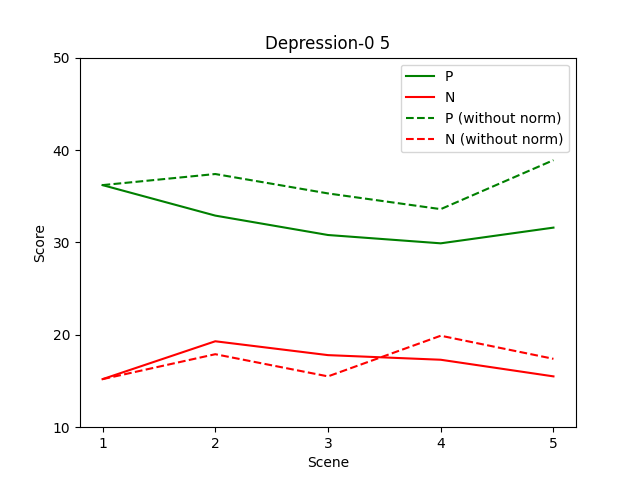 Depression-0 5
P
N
P (without norm)
N (without norm)
50
40
30
20
10
Score
1 2 3 4 5
Scene